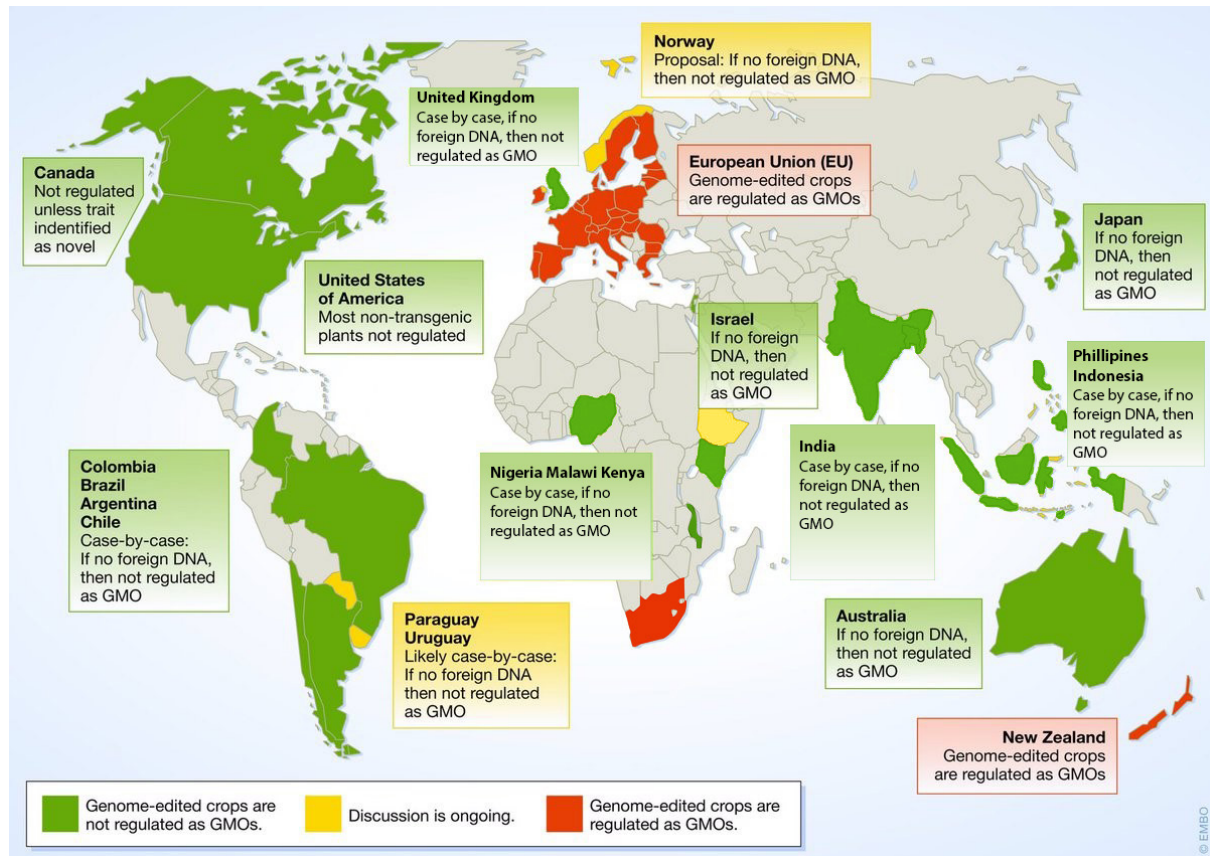 Norway
Proposal: If no foreign DNA,
then not regulated as GMO
United Kingdom
Case by case, if no
foreign DNA, then not
regulated as GMO
European Union (EU)
Genome-edited crops
are regulated as GMOs
Canada
Not regulated
unless trait
indentified
as novel
Japan
If no foreign
DNA, then
not regulated
as GMO
United States
of America
Most non-transgenic
plants not regulated
Israel
If no foreign
DNA, then
not regulated
as GMO
Phillipines
Indonesia
Case by case, if no
foreign DNA, then
not regulated as
GMO
India
Case by case, if no
foreign DNA, then
not regulated as
GMO
Nigeria Malawi Kenya
Case by case, if no
foreign DNA, then not
regulated as GMO
Colombia
Brazil
Argentina
Chile
Case-by-case:
If no foreign DNA,
then not regulated
as GMO
Paraguay
Uruguay
Likely case-by-case:
If no foreign DNA
then not regulated
as GMO
Australia
If no foreign DNA,
then not regulated
as GMO
New Zealand
Genome-edited crops
are regulated as GMOs
Genome-edited crops are
not regulated as GMOs.
Discussion is ongoing.
Genome-edited crops are
regulated as GMOs.
© EMBO